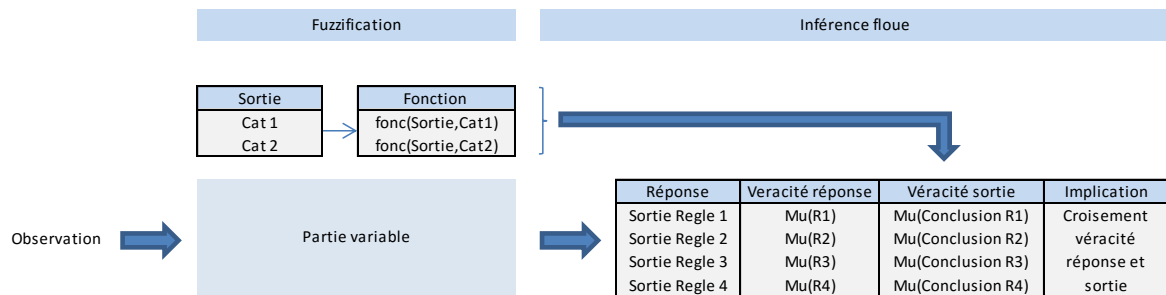 Fuzzification
Inférence floue
Sortie Fonction
Cat 1 fonc(Sortie,Cat1)
Cat 2 fonc(Sortie,Cat2)
Observation
Partie variable
Réponse Veracité réponse Véracité sortie Implication
Sortie Regle 1 Mu(R1) Mu(Conclusion R1) Croisement
Sortie Regle 2 Mu(R2) Mu(Conclusion R2) véracité
Sortie Regle 3 Mu(R3) Mu(Conclusion R3) réponse et
Sortie Regle 4 Mu(R4) Mu(Conclusion R4) sortie